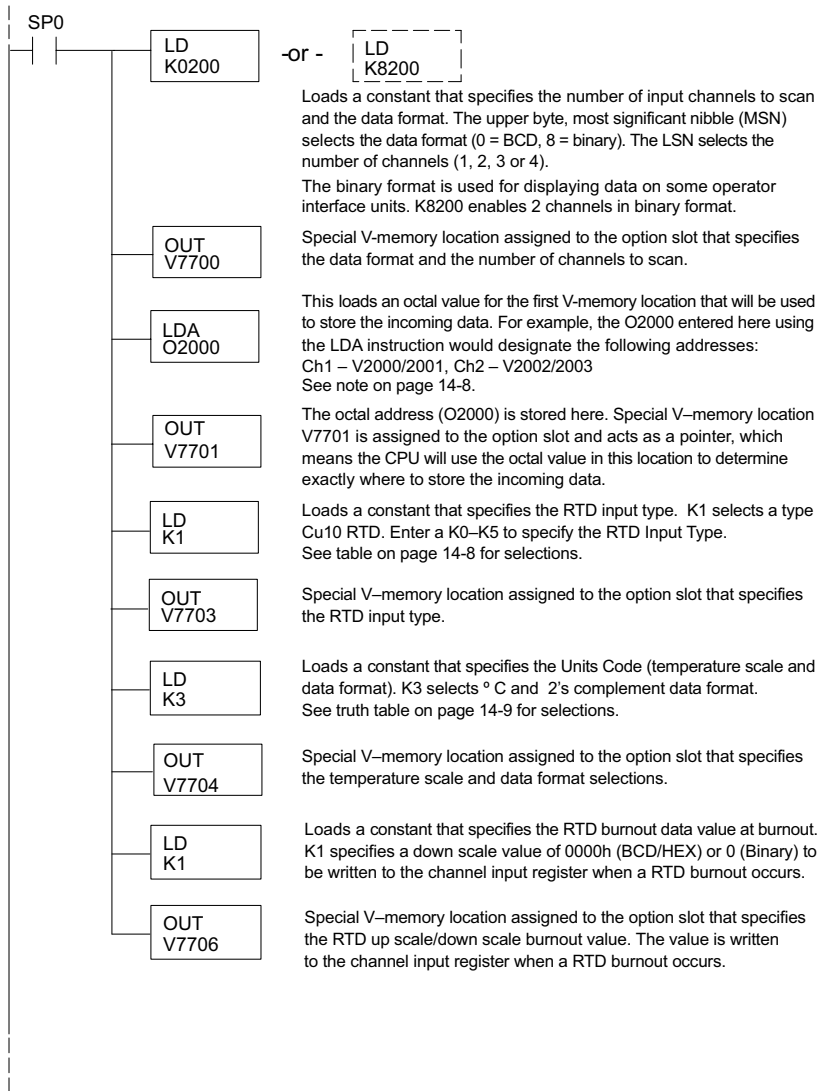 SP0
LD
K0200
-or -
LD
K8200
Loads a constant that specifies the number of input channels to scan
and the data format. The upper byte, most significant nibble (MSN)
selects the data format (0 = BCD, 8 = binary). The LSN selects the
number of channels (1, 2, 3 or 4).
The binary format is used for displaying data on some operator
interface units. K8200 enables 2 channels in binary format.
OUT
V7700
Special V-memory location assigned to the option slot that specifies
the data format and the number of channels to scan.
LDA
O2000
This loads an octal value for the first V-memory location that will be used
to store the incoming data. For example, the O2000 entered here using
the LDA instruction would designate the following addresses:
Ch1 – V2000/2001, Ch2 – V2002/2003
See note on page 14-8.
OUT
V7701
The octal address (O2000) is stored here. Special V–memory location
V7701 is assigned to the option slot and acts as a pointer, which
means the CPU will use the octal value in this location to determine
exactly where to store the incoming data.
LD
K1
Loads a constant that specifies the RTD input type. K1 selects a type
Cu10 RTD. Enter a K0–K5 to specify the RTD Input Type.
See table on page 14-8 for selections.
OUT
V7703
Special V–memory location assigned to the option slot that specifies
the RTD input type.
LD
K3
Loads a constant that specifies the Units Code (temperature scale and
data format). K3 selects º C and 2’s complement data format.
See truth table on page 14-9 for selections.
OUT
V7704
Special V–memory location assigned to the option slot that specifies
the temperature scale and data format selections.
LD
K1
Loads a constant that specifies the RTD burnout data value at burnout.
K1 specifies a down scale value of 0000h (BCD/HEX) or 0 (Binary) to
be written to the channel input register when a RTD burnout occurs.
OUT
V7706
Special V–memory location assigned to the option slot that specifies
the RTD up scale/down scale burnout value. The value is written
to the channel input register when a RTD burnout occurs.